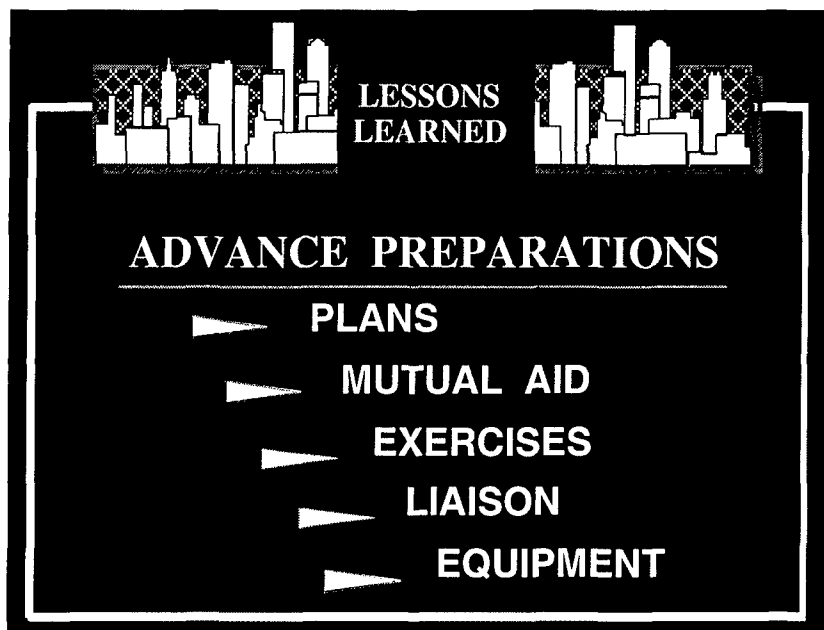 LESSONS
LEARNED
ADVANCE PREPARATIONS
PLANS
MUTUAL AID
EXERCISES
LIAISON
EQUIPMENT